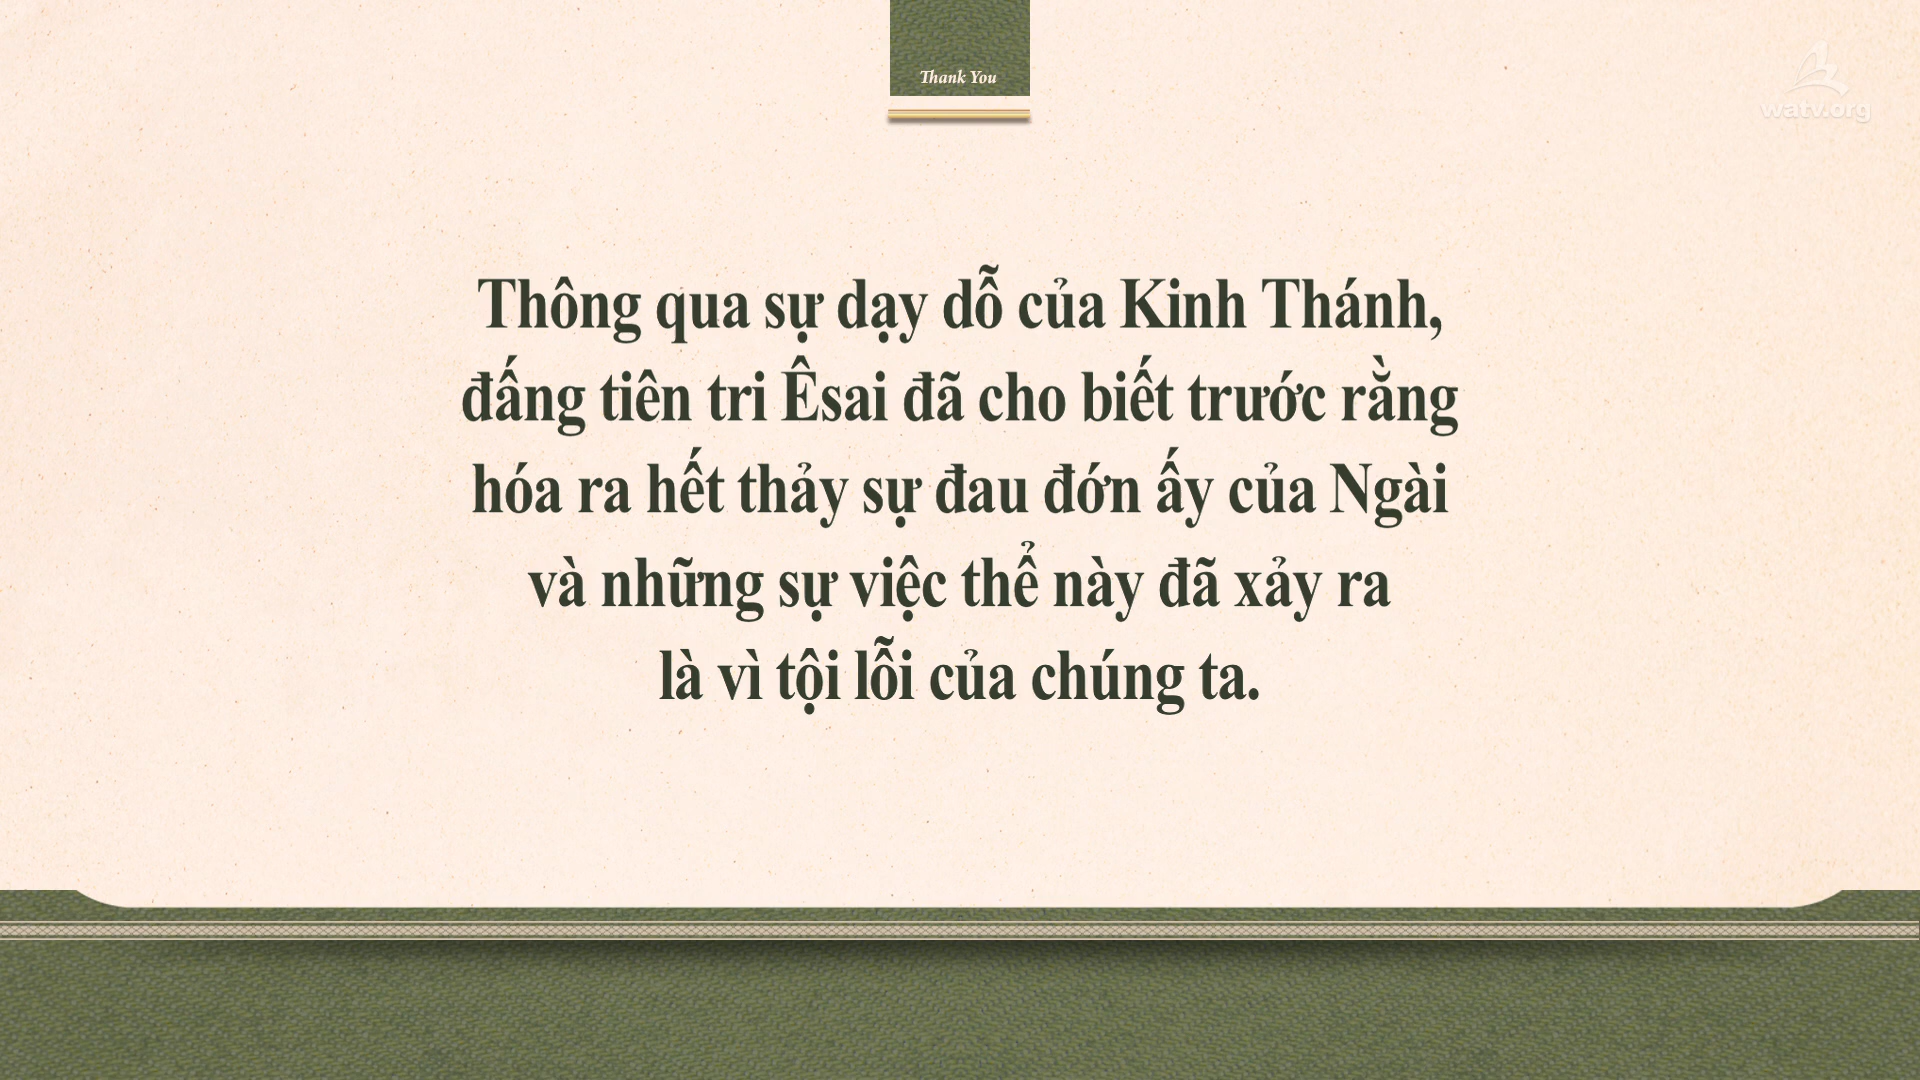 Thank You
watv.org
Thông qua sự dạy dỗ của Kinh Thánh,
đấng tiên tri Êsai đã cho biết trước rằng
hóa ra hết thảy sự đau đớn ấy của Ngài
và những sự việc thể này đã xảy ra
là vì tội lỗi của chúng ta.